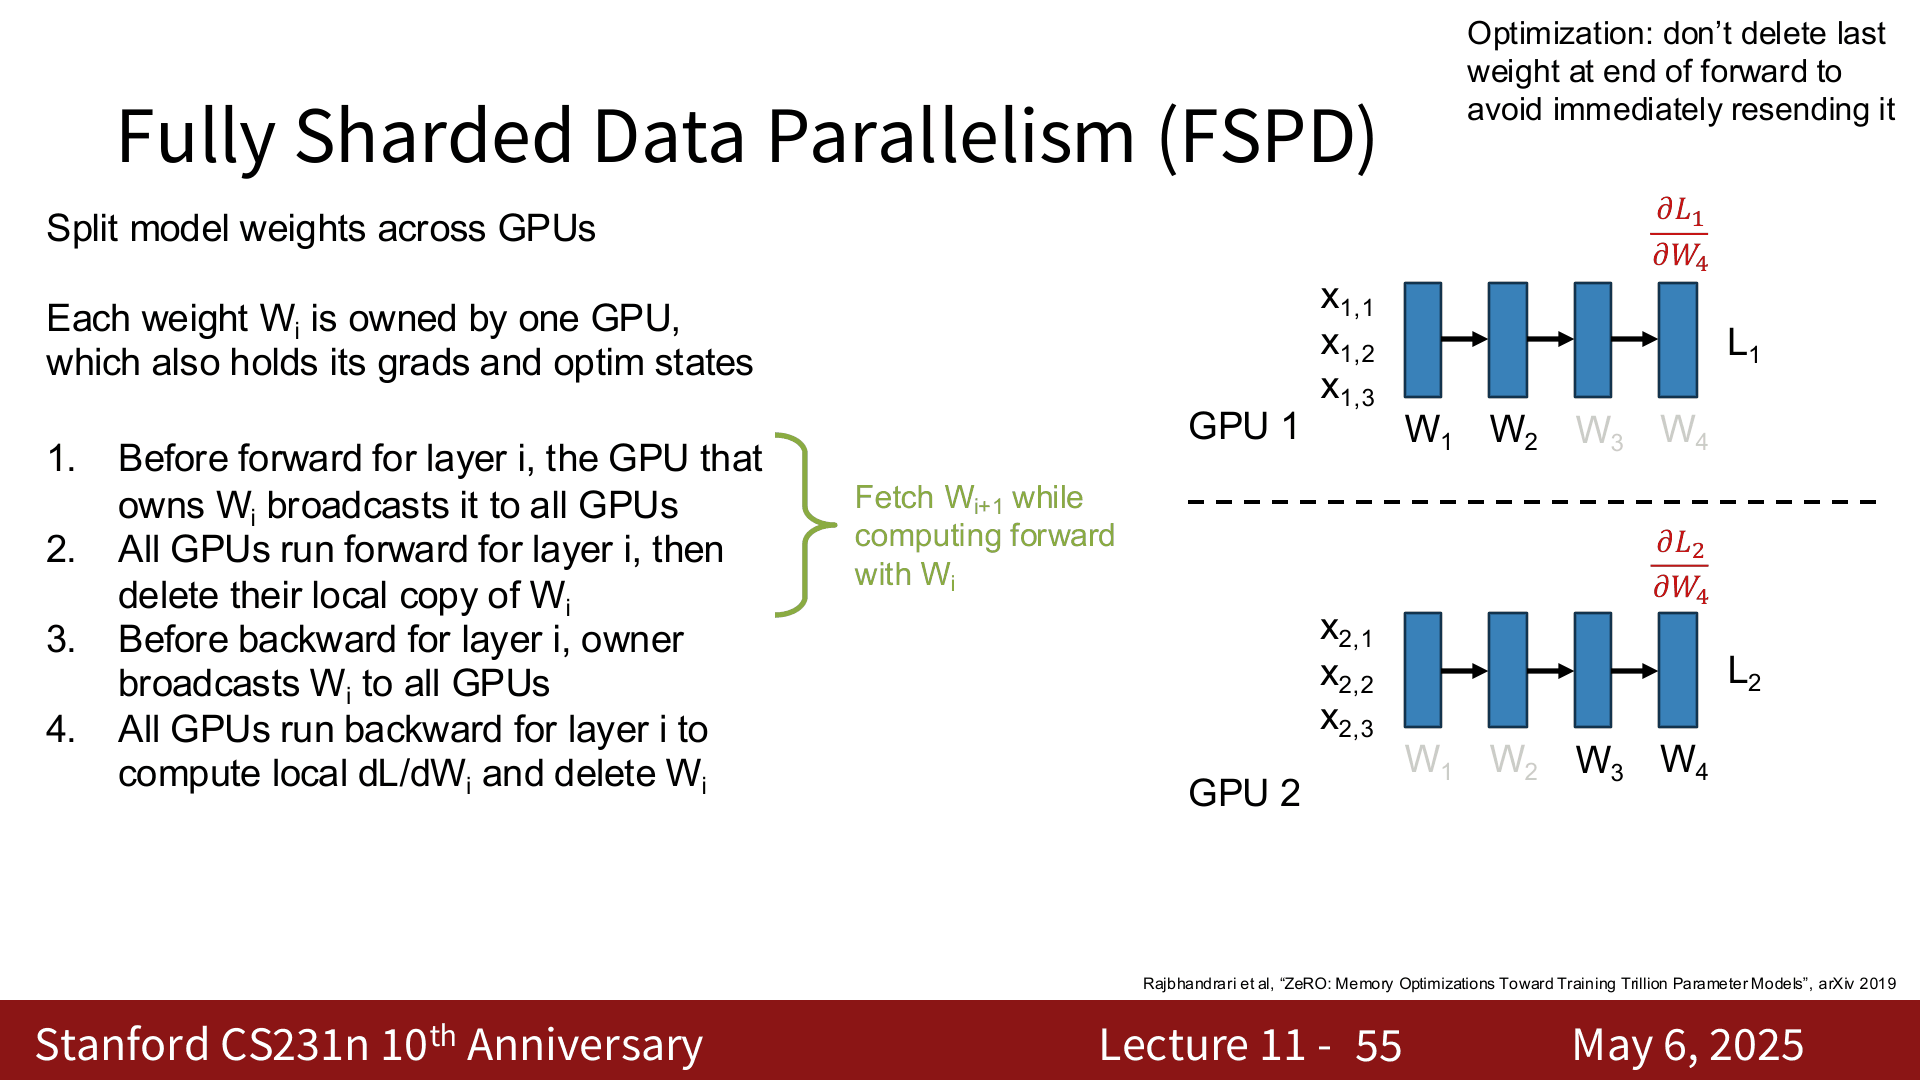 Optimization: don’t delete last
weight at end of forward to
avoid immediately resending it
Fully Sharded Data Parallelism (FSPD)
Split model weights across GPUs
Each weight Wi is owned by one GPU,
which also holds its grads and optim states
1. Before forward for layer i, the GPU that
owns Wi broadcasts it to all GPUs
2. All GPUs run forward for layer i, then
delete their local copy of Wi
3. Before backward for layer i, owner
broadcasts Wi to all GPUs
4. All GPUs run backward for layer i to
compute local dL/dWi and delete Wi
Fetch Wi+1 while
computing forward
with Wi
∂L1
∂W4
x1,1
x1,2
x1,3
L1
GPU 1
W1 W2 W3 W4
∂L2
∂W4
x2,1
x2,2
x2,3
L2
W1 W2 W3 W4
GPU 2
Rajbhandrari et al, “ZeRO: Memory Optimizations Toward Training Trillion Parameter Models”, arXiv 2019
Stanford CS231n 10th Anniversary
Lecture 11 - 55
May 6, 2025